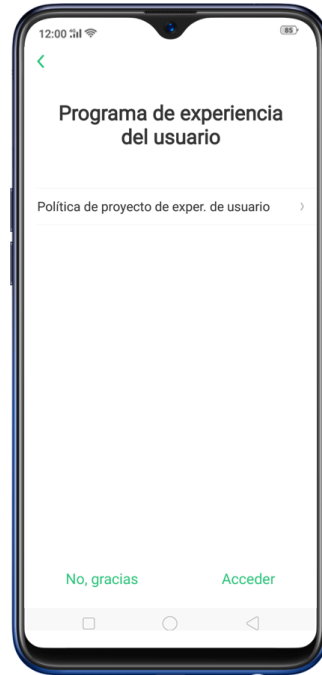 12:00
85
Programa de experiencia
del usuario
Política de proyecto de exper. de usuario
No, gracias
Acceder